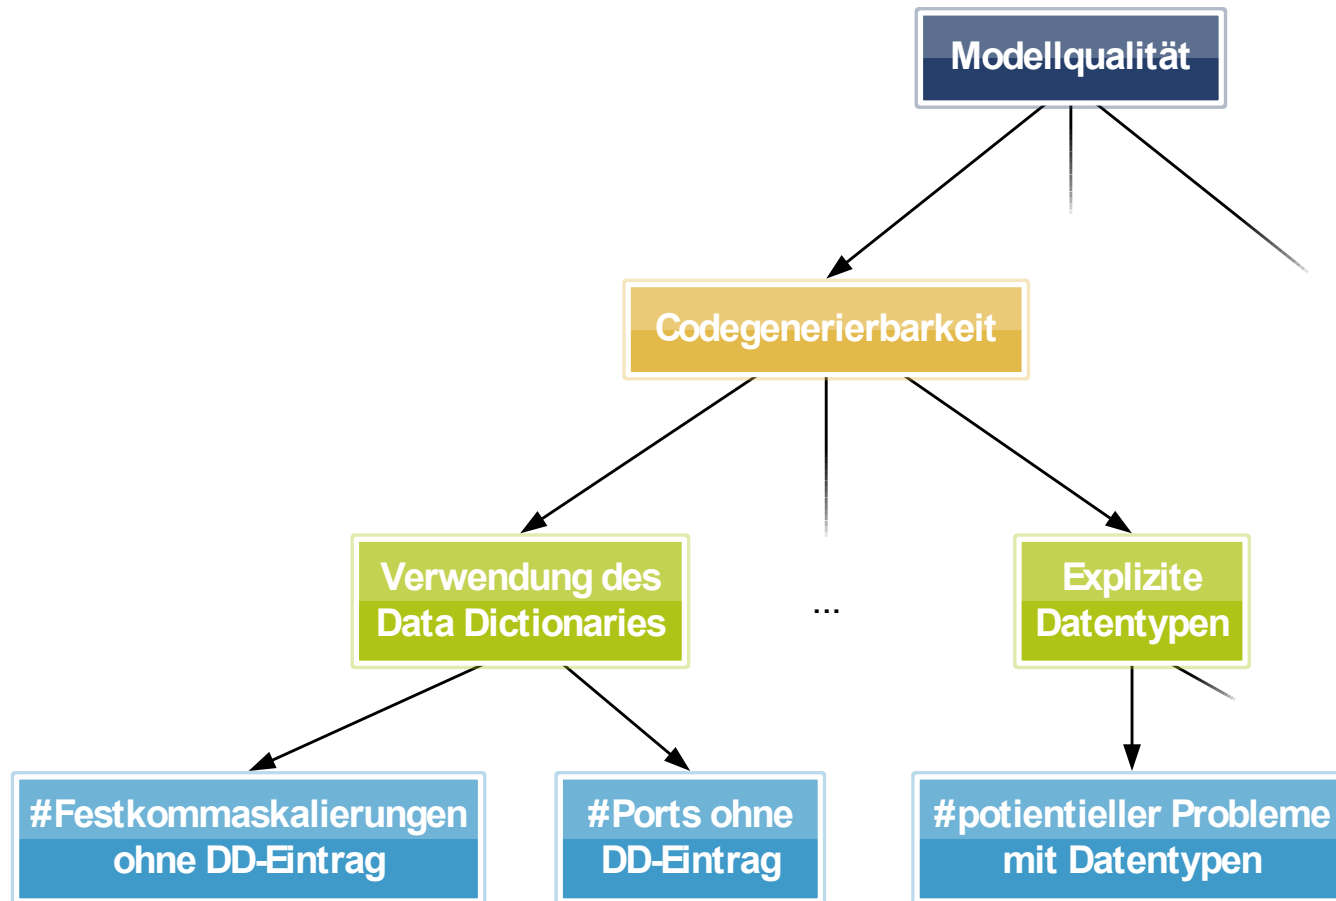 Modellqualität
Codegenerierbarkeit
Verwendung des
Data Dictionaries
...
Explizite
Datentypen
#Festkommaskalierungen
ohne DD-Eintrag
#Ports ohne
DD-Eintrag
#potientieller Probleme
mit Datentypen